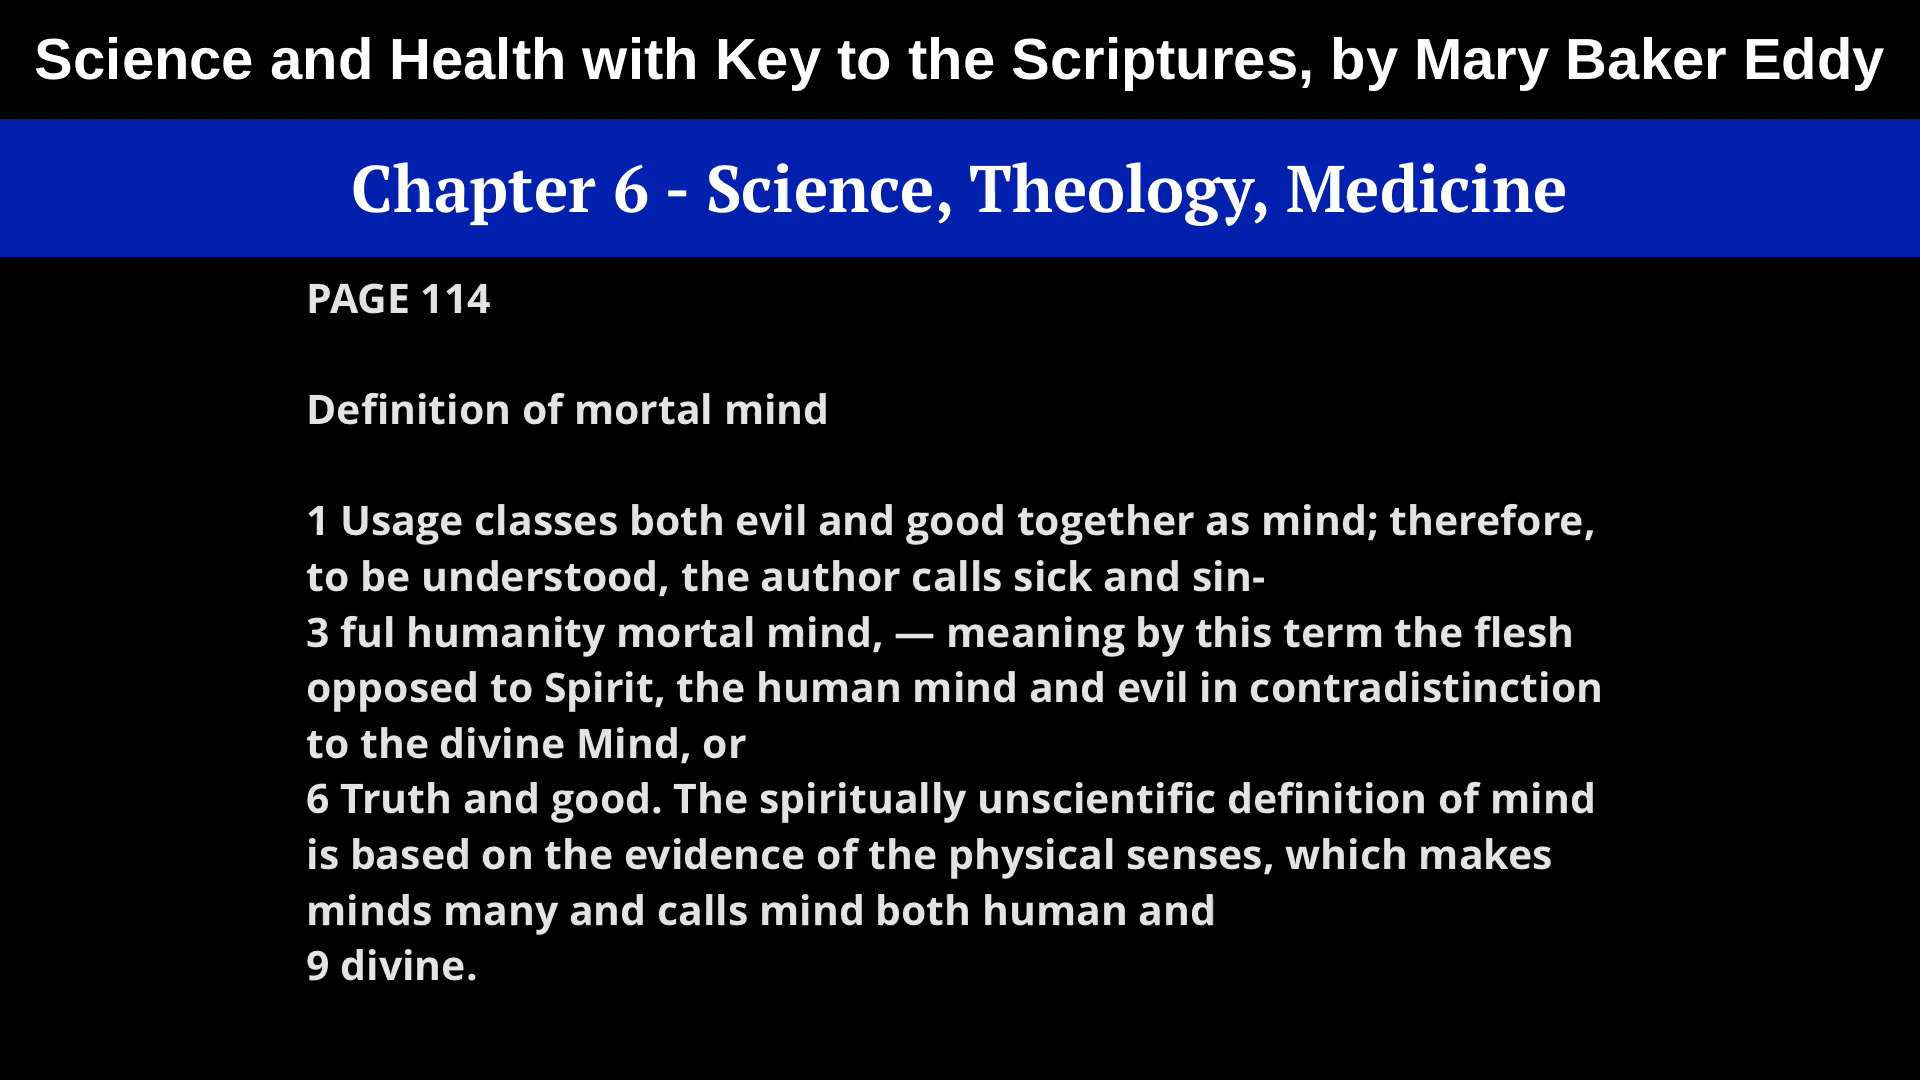 Science and Health with Key to the Scriptures, by Mary Baker Eddy
Chapter 6 - Science, Theology, Medicine
PAGE 114
Definition of mortal mind
1 Usage classes both evil and good together as mind; therefore,
to be understood, the author calls sick and sin-
3 ful humanity mortal mind, — meaning by this term the flesh
opposed to Spirit, the human mind and evil in contradistinction
to the divine Mind, or
6 Truth and good. The spiritually unscientific definition of mind
is based on the evidence of the physical senses, which makes
minds many and calls mind both human and
9 divine.